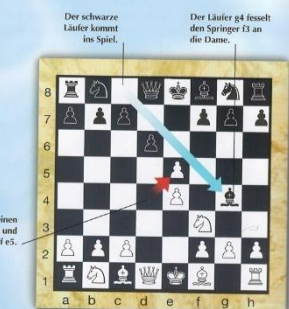 Der schwarze
Läufer kommt
ins Spiel.
Der Läufer g4 fesselt
den Springer f3 an
die Dame.
8
7
6
5
4
3
2
1
einen
und
f e5.
a b c d e f g h